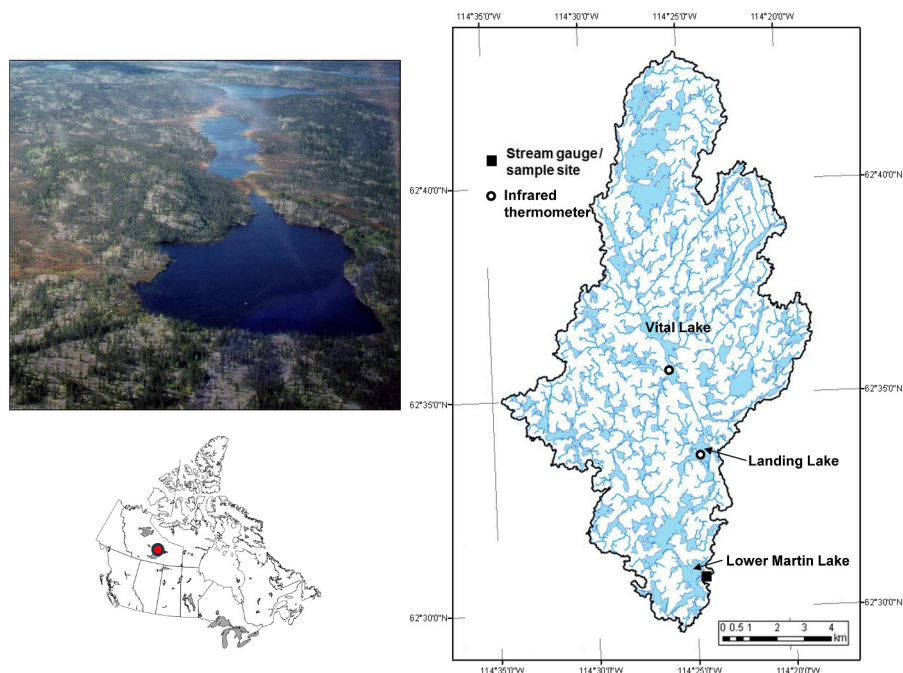 114°35'0"W
114°30'0"W
114°25'0"W
114°20'0"W
Stream gauge/
sample site
Infrared
thermometer
62°40'0"N
62°40'0"N
Vital Lake
62°35'0"N
62°35'0"N
Landing Lake
Lower Martin Lake
62°30'0"N
62°30'0"N
0 0.5 1 2 3 4
km
114°35'0"W
114°30'0"W
114°25'0"W
114°20'0"W